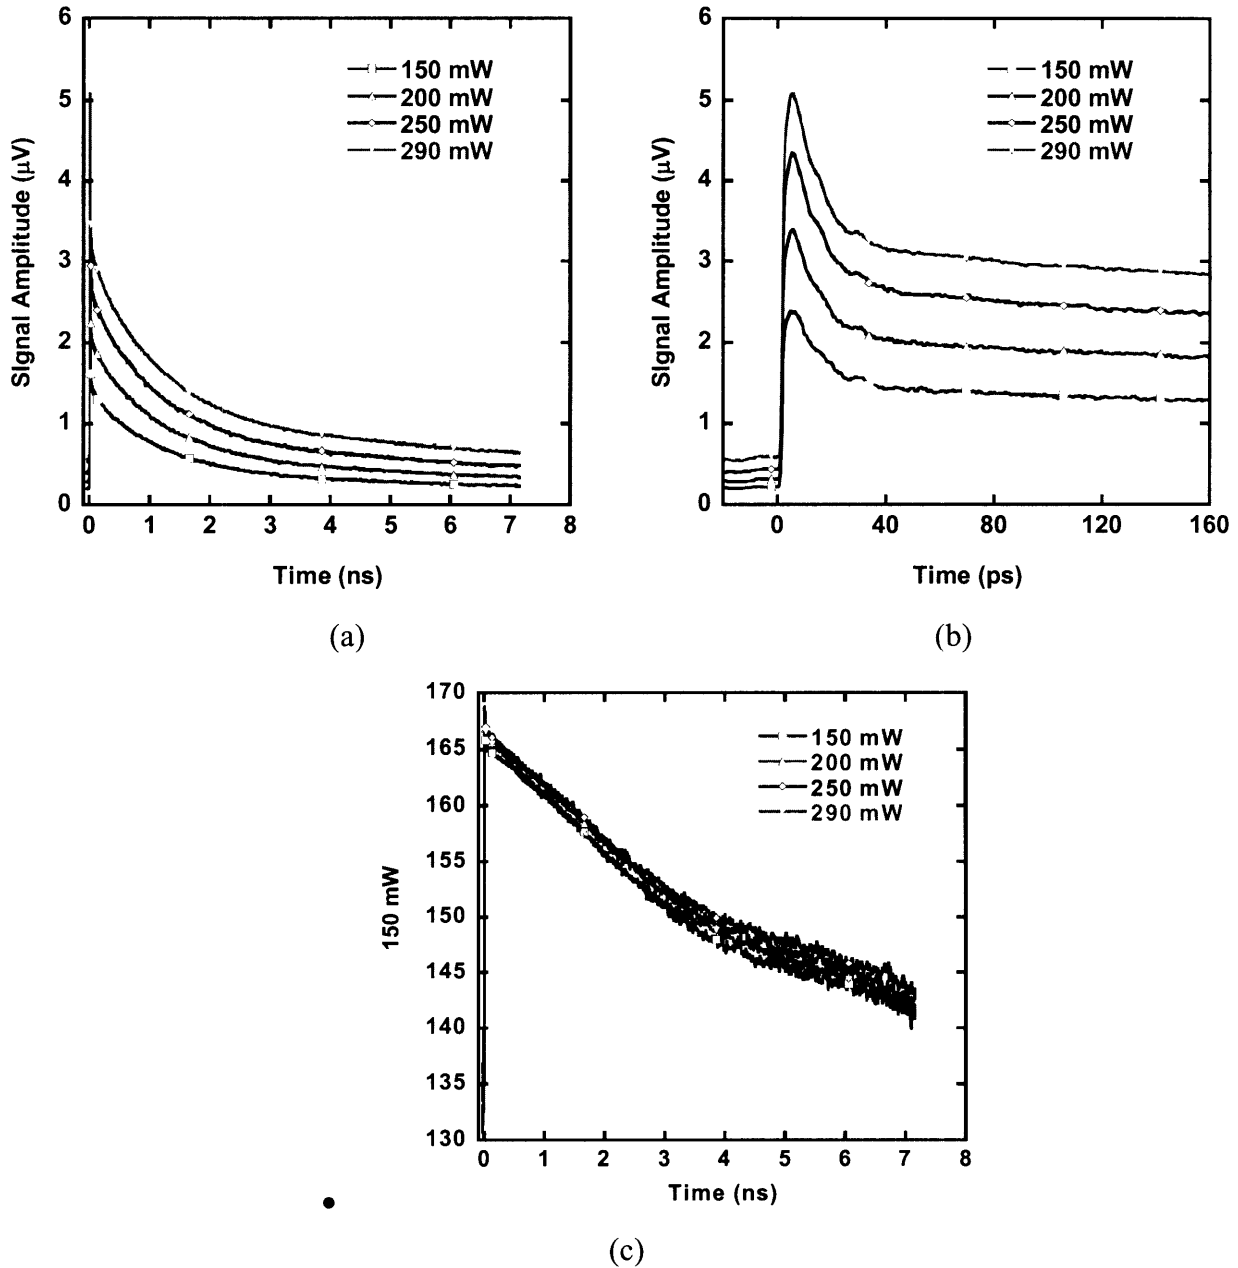 6
5
4
3
2
1
0
0 1 2 3 4 5 6 7 8
SIgnal Amplitude (µV)
Time (ns)
150 mW
200 mW
250 mW
290 mW
(a)
6
5
4
3
2
1
0
0 40 80 120 160
SIgnal Amplitude (µV)
Time (ps)
150 mW
200 mW
250 mW
290 mW
(b)
170
165
160
155
150
145
140
135
130
0 1 2 3 4 5 6 7 8
150 mW
Time (ns)
150 mW
200 mW
250 mW
290 mW
(c)